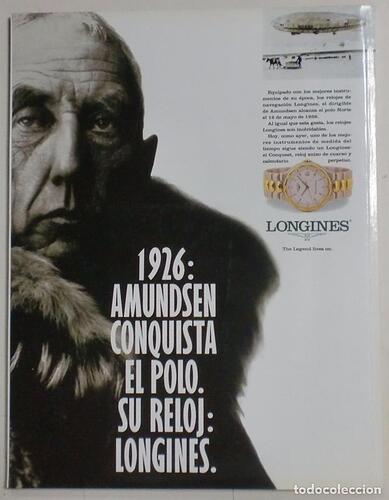 Equipado con los mejores instru-
mentos de su época, los relojes de
navegación Longines, el dirigible
de Amundsen alcanza el polo Norte
el 12 de mayo de 1926.
Al igual que esta gesta, los relojes
Longines son inolvidables.
Hoy, como ayer, uno de los mejo-
res instrumentos de medida del
tiempo sigue siendo un Longines:
el Conquest, reloj suizo de cuarzo y
calendario perpetuo.
LONGINES®
The Legend lives on.
1926:
AMUNDSEN
CONQUISTA
EL POLO.
SU RELOJ:
LONGINES.
todocoleccion